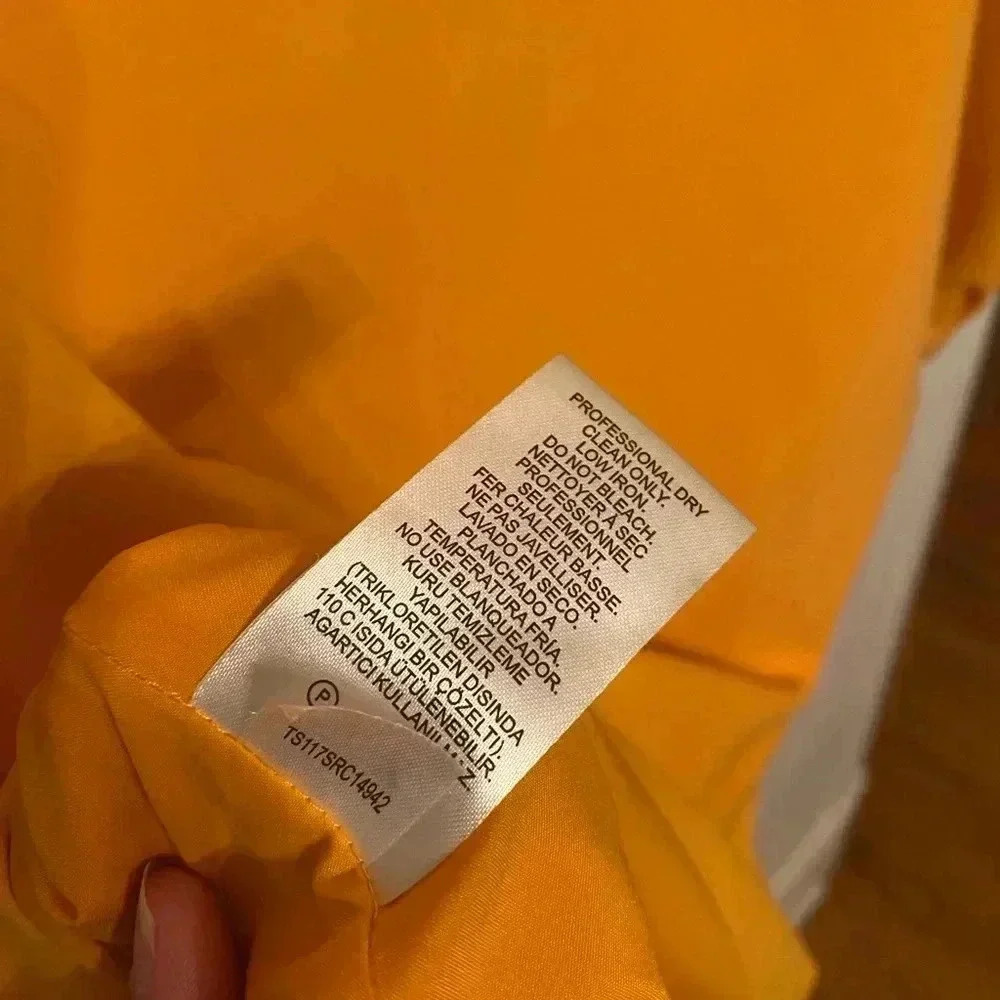 PROFESSIONAL DRY
CLEAN ONLY.
LOW IRON.
DO NOT BLEACH.
NETTOYER À SEC
PROFESSIONNEL
SEULEMENT.
FER CHALEUR BASSE.
NE PAS JAVELLISER.
LAVADO EN SECO.
PLANCHADO A
TEMPERATURA FRIA.
NO USE BLANQUEADOR.
KURU TEMIZLEME
YAPILABILIR
(TRIKLORETILEN DISINDA
HERHANGI BIR ÇÖZELTI).
110 C ISIDA ÜTÜLENEBILIR.
AGARTICI
P
TS117SRC14942